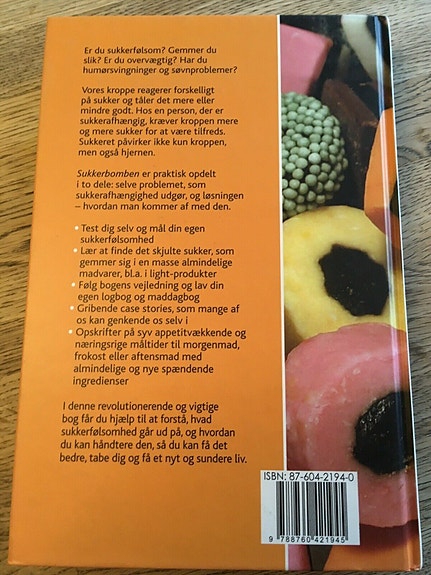 Er du sukkerfølsom? Gemmer du
slik? Er du overvægtig? Har du
humørsvingninger og søvnproblemer?
Vores kroppe reagerer forskelligt
på sukker og tåler det mere eller
mindre godt. Hos en person, der er
sukkerafhængig, kræver kroppen mere
og mere sukker for at være tilfreds.
Sukkeret påvirker ikke kun kroppen,
men også hjernen.
Sukkerbomben er praktisk opdelt
i to dele: selve problemet, som
sukkerafhængighed udgør, og løsningen
– hvordan man kommer af med den.
• Test dig selv og mål din egen
sukkerfølsomhed
• Lær at finde det skjulte sukker, som
gemmer sig i en masse almindelige
madvarer, bl.a. i light-produkter
• Følg bogens vejledning og lav din
egen logbog og maddagbog
• Gribende case stories, som mange af
os kan genkende os selv i
• Opskrifter på syv appetitvækkende og
næringsrige måltider til morgenmad,
frokost eller aftensmad med
almindelige og nye spændende
ingredienser
I denne revolutionerende og vigtige
bog får du hjælp til at forstå, hvad
sukkerfølsomhed går ud på, og hvordan
du kan håndtere den, så du kan få det
bedre, tabe dig og få et nyt og sundere liv.
ISBN: 87-604-2194-0
9 788760 421945